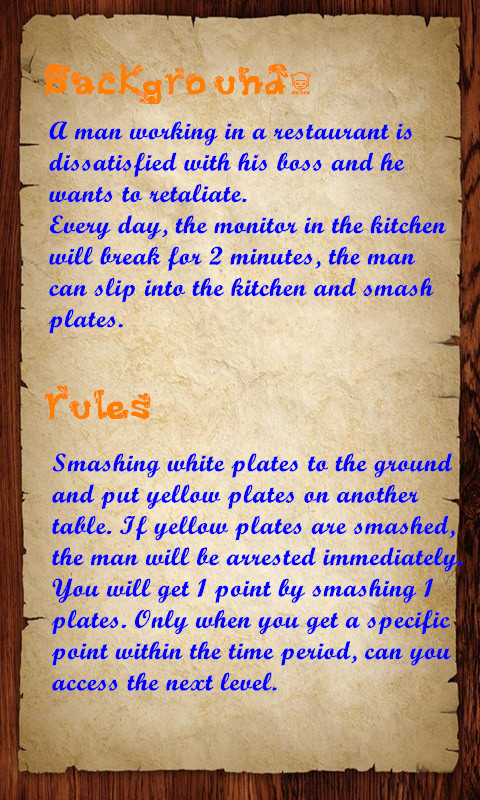 Background
A man working in a restaurant is
dissatisfied with his boss and he
wants to retaliate.
Every day, the monitor in the kitchen
will break for 2 minutes, the man
can slip into the kitchen and smash
plates.
rules
Smashing white plates to the ground
and put yellow plates on another
table. If yellow plates are smashed,
the man will be arrested immediately.
You will get 1 point by smashing 1
plates. Only when you get a specific
point within the time period, can you
access the next level.